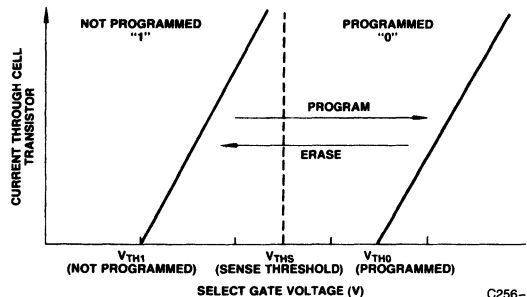 NOT PROGRAMMED
“1”
PROGRAMMED
“0”
CURRENT THROUGH CELL
TRANSISTOR
PROGRAM
ERASE
VTH1
(NOT PROGRAMMED)
VTHS
(SENSE THRESHOLD)
VTH0
(PROGRAMMED)
SELECT GATE VOLTAGE (V)
C256–